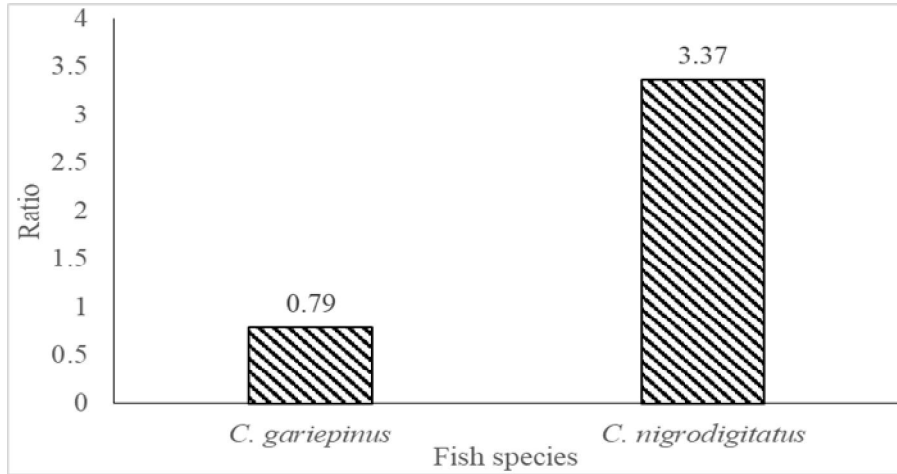 4
3.5
3
2.5
2
1.5
1
0.5
0
Ratio
0.79
3.37
C. gariepinus
C. nigrodigitatus
Fish species